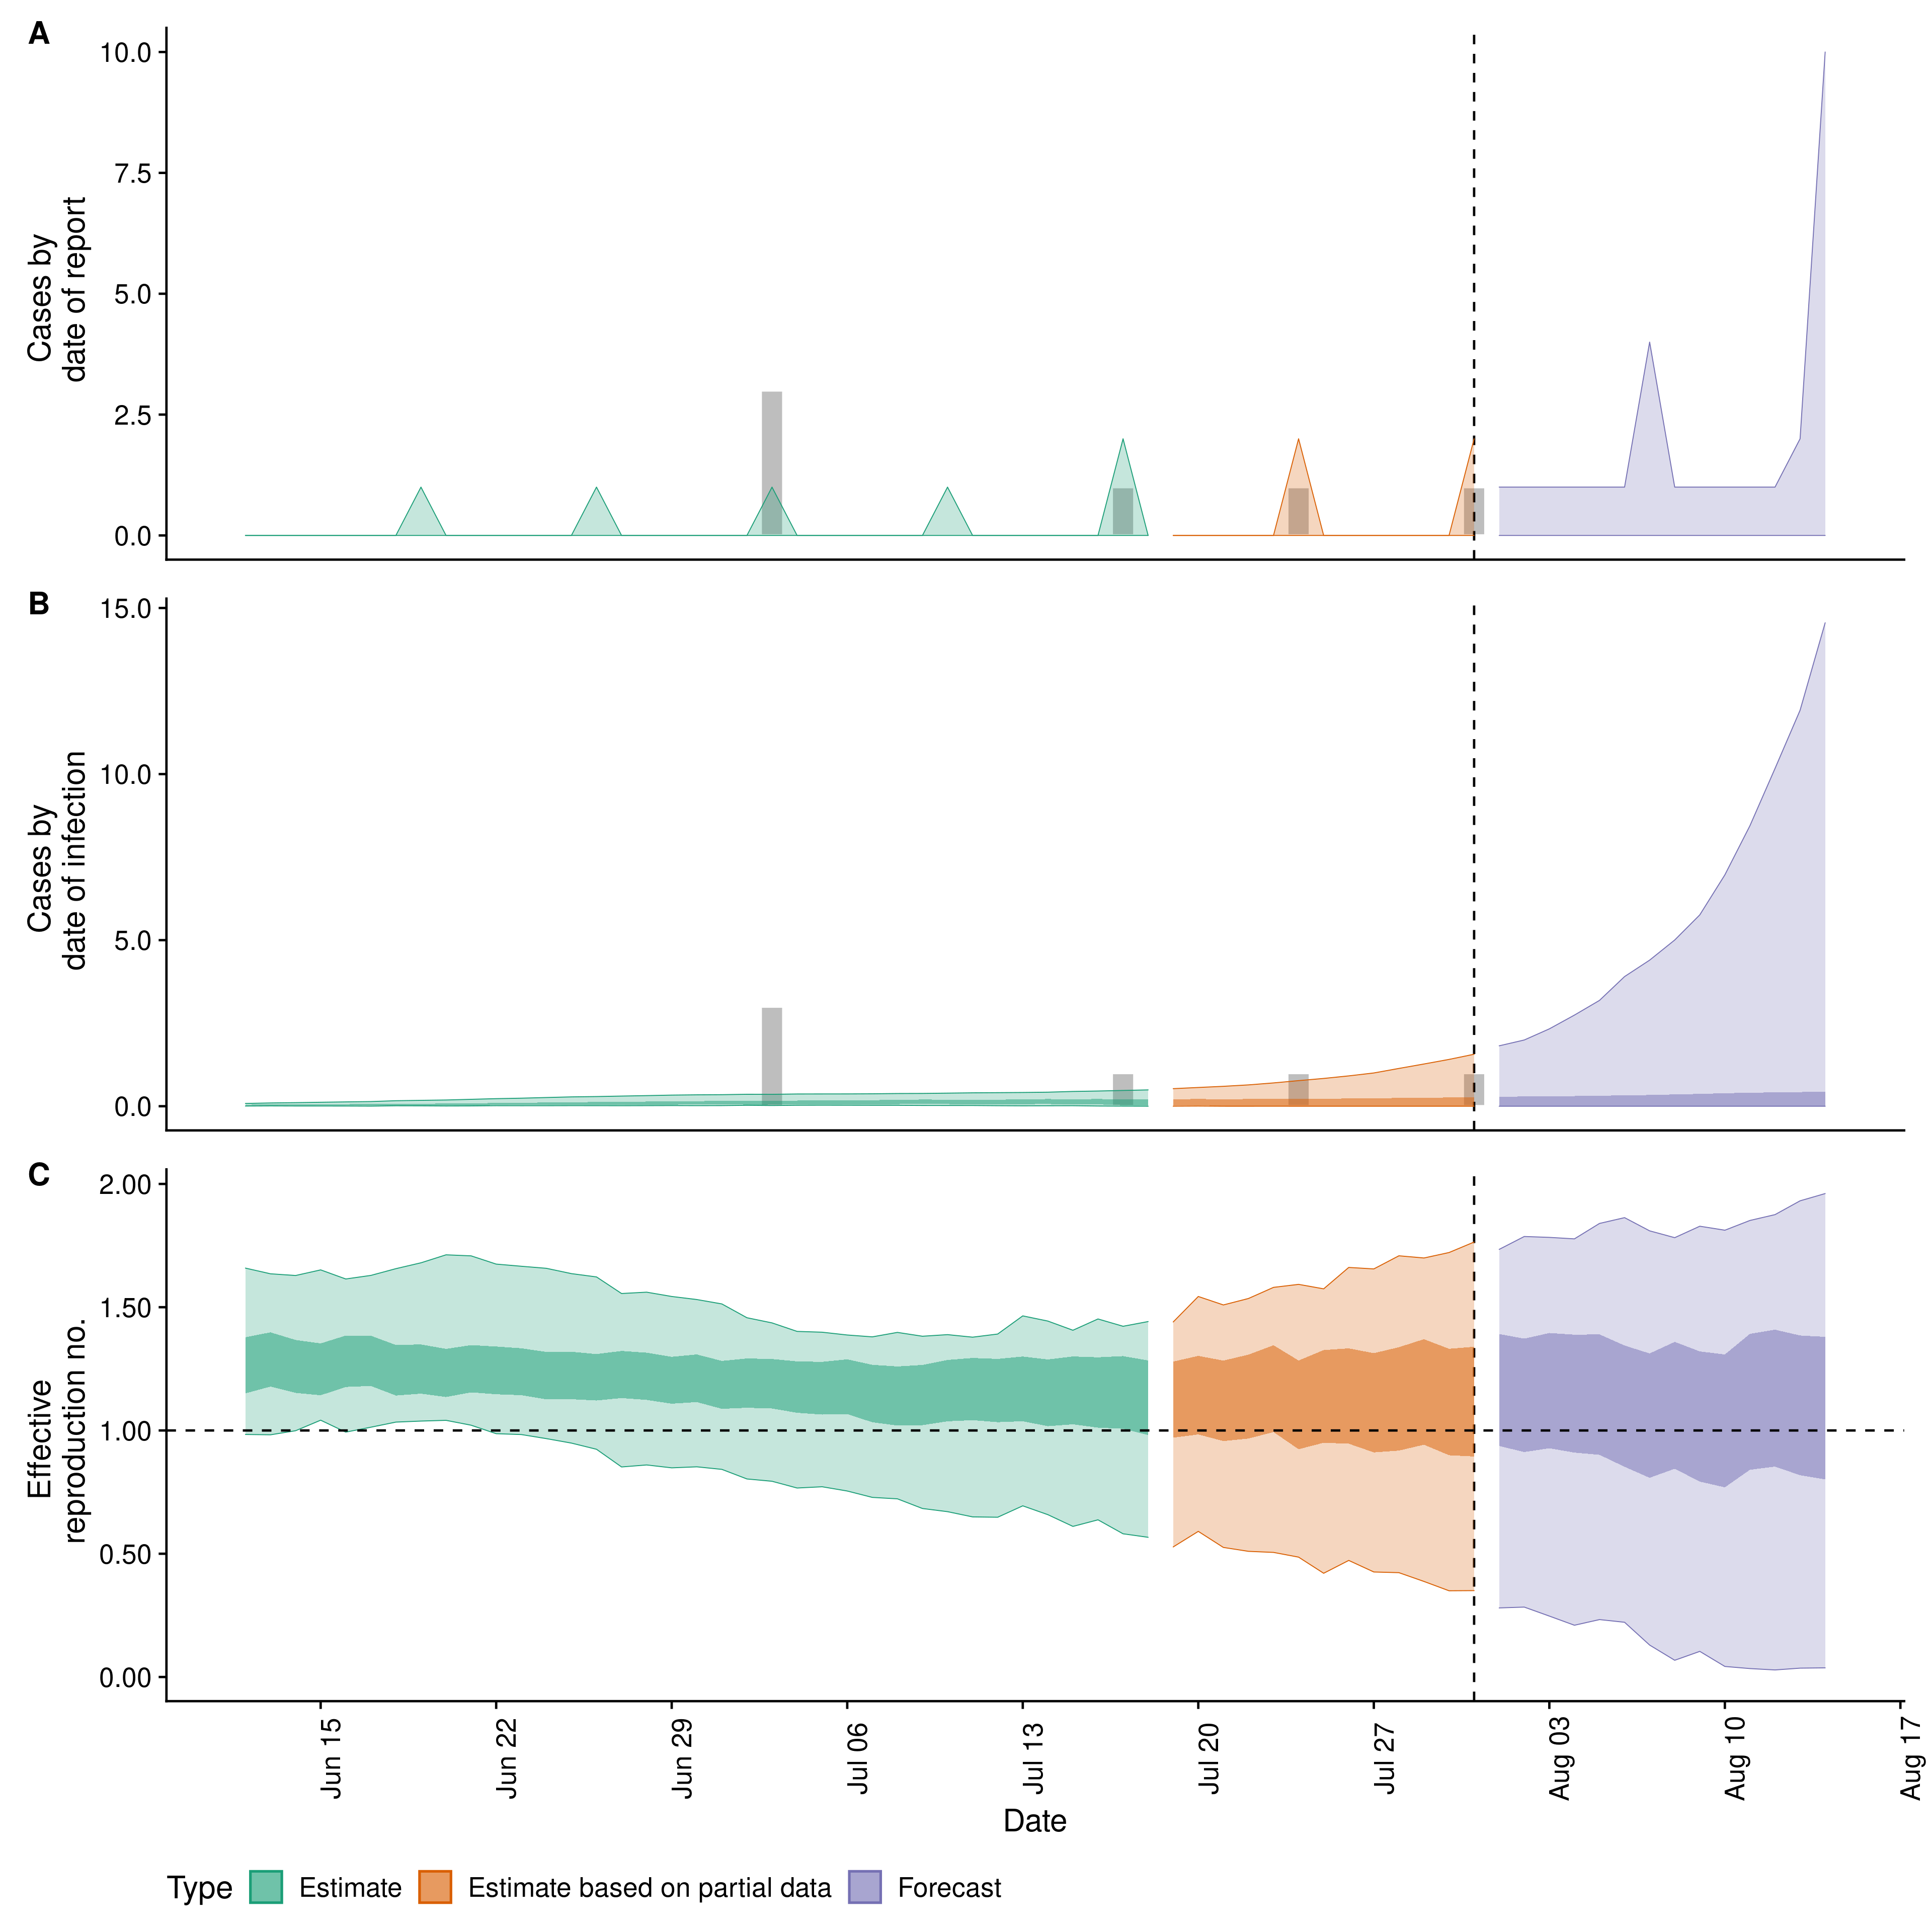 A
10.0
7.5
5.0
2.5
0.0
Cases by
date of report
B
15.0
10.0
5.0
0.0
Cases by
date of infection
C
2.00
1.50
1.00
0.50
0.00
Effective
reproduction no.
Jun 15
Jun 22
Jun 29
Jul 06
Jul 13
Jul 20
Jul 27
Aug 03
Aug 10
Aug 17
Date
Type Estimate Estimate based on partial data Forecast